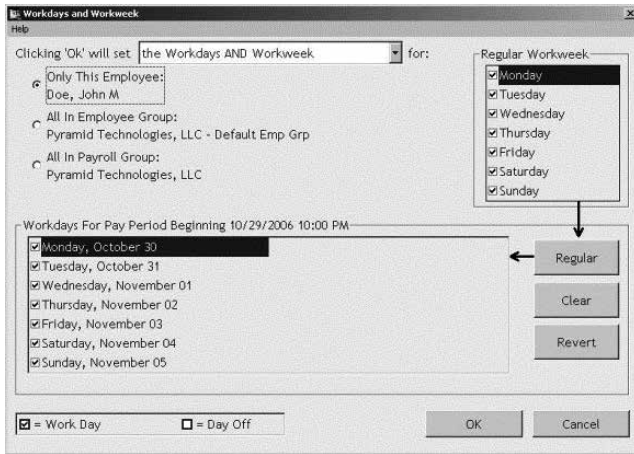 Workdays and Workweek
Help
Clicking 'Ok' will set the Workdays AND Workweek for:
Only This Employee:
Doe, John M
All In Employee Group:
Pyramid Technologies, LLC - Default Emp Grp
All In Payroll Group:
Pyramid Technologies, LLC
Regular Workweek
Monday
Tuesday
Wednesday
Thursday
Friday
Saturday
Sunday
Workdays For Pay Period Beginning 10/29/2006 10:00 PM
Monday, October 30
Tuesday, October 31
Wednesday, November 01
Thursday, November 02
Friday, November 03
Saturday, November 04
Sunday, November 05
Regular
Clear
Revert
= Work Day
= Day Off
OK
Cancel